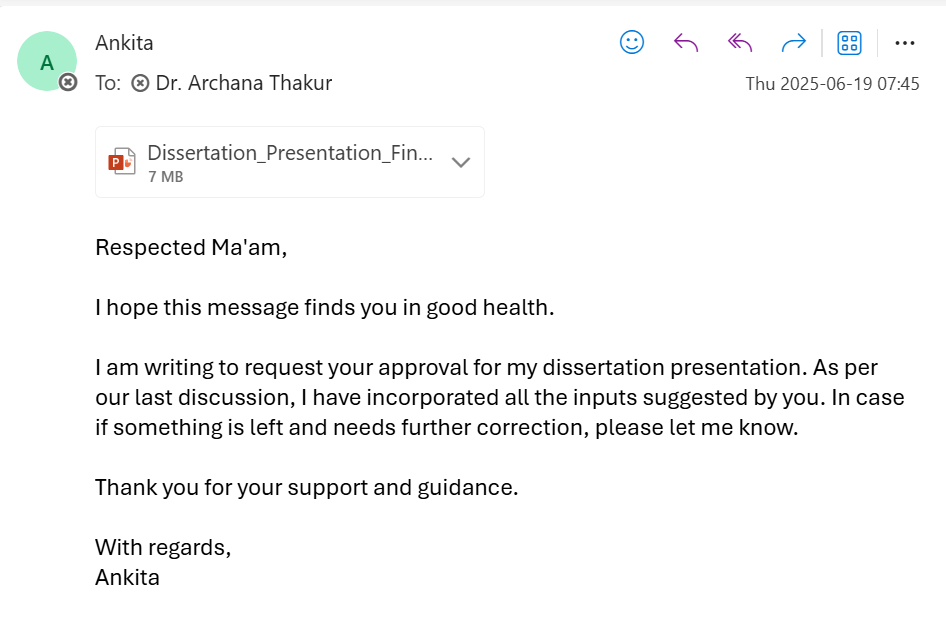 A
Ankita
To: Dr. Archana Thakur
Thu 2025-06-19 07:45
Dissertation_Presentation_Fin...
7 MB
Respected Ma'am,
I hope this message finds you in good health.
I am writing to request your approval for my dissertation presentation. As per
our last discussion, I have incorporated all the inputs suggested by you. In case
if something is left and needs further correction, please let me know.
Thank you for your support and guidance.
With regards,
Ankita